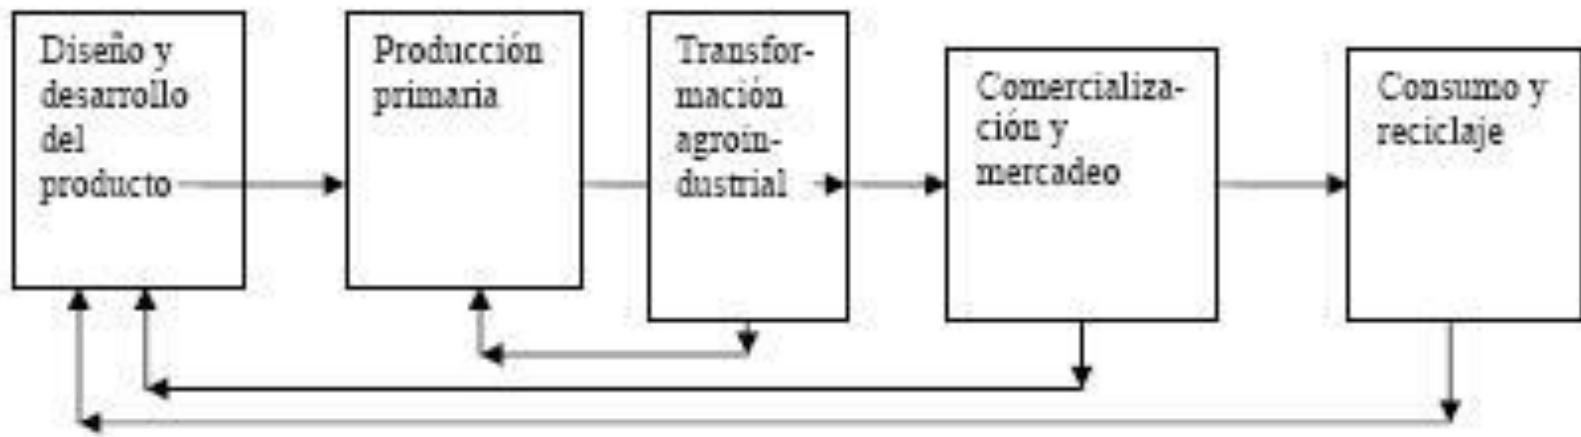 Diseño y
desarrollo
del
producto
Producción
primaria
Transfor-
mación
agroin-
dustrial
Comercializa-
ción y
mercadeo
Consumo y
reciclaje